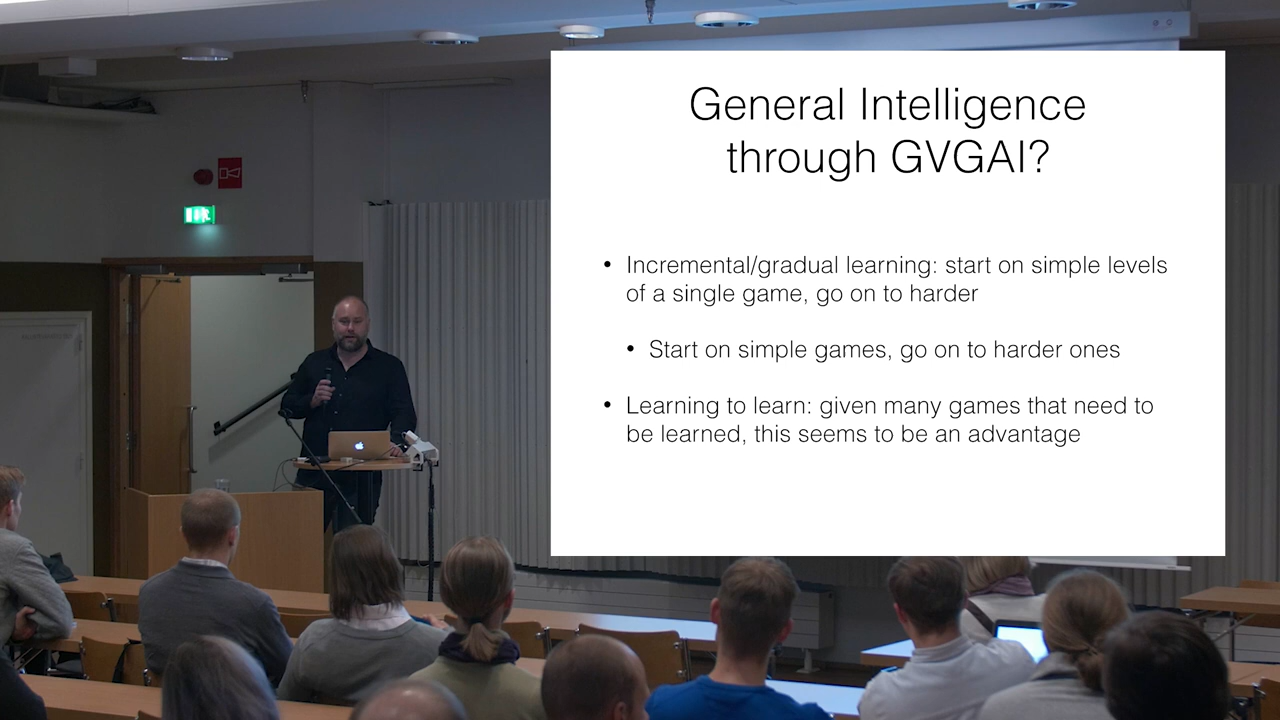 General Intelligence
through GVGAI?
• Incremental/gradual learning: start on simple levels
of a single game, go on to harder
• Start on simple games, go on to harder ones
• Learning to learn: given many games that need to
be learned, this seems to be an advantage